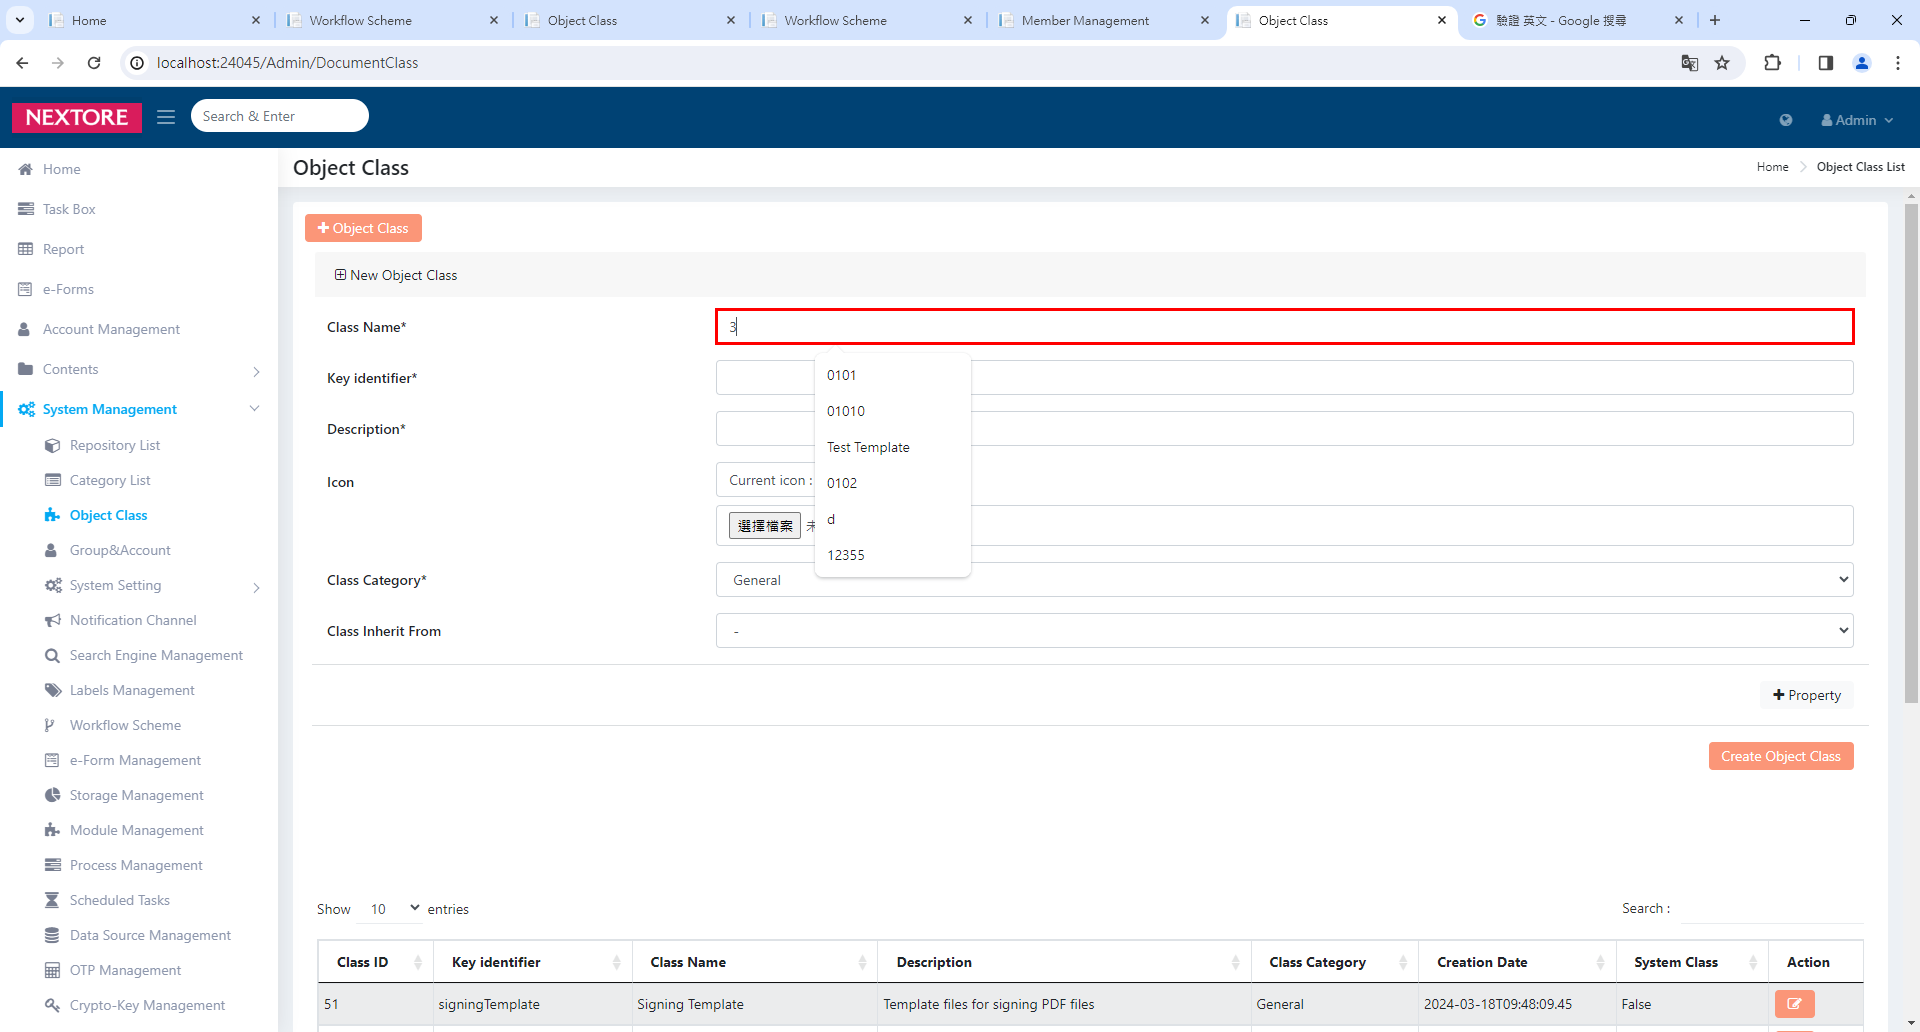 Home
Workflow Scheme
Object Class
Workflow Scheme
Member Management
Object Class
驗證 英文 - Google 搜尋
localhost:24045/Admin/DocumentClass
NEXTORE
Search & Enter
Admin
Home
Task Box
Report
e-Forms
Account Management
Contents
System Management
Repository List
Category List
Object Class
Group&Account
System Setting
Notification Channel
Search Engine Management
Labels Management
Workflow Scheme
e-Form Management
Storage Management
Module Management
Process Management
Scheduled Tasks
Data Source Management
OTP Management
Crypto-Key Management
Object Class
Home
Object Class List
Object Class
New Object Class
Class Name*
3
Key identifier*
Description*
Icon
Current icon :
選擇檔案 未
0101
01010
Test Template
0102
d
12355
Class Category*
General
Class Inherit From
-
Property
Create Object Class
Show 10 entries
Search :
Class ID Key identifier Class Name Description Class Category Creation Date System Class Action
51 signingTemplate Signing Template Template files for signing PDF files General 2024-03-18T09:48:09.45 False